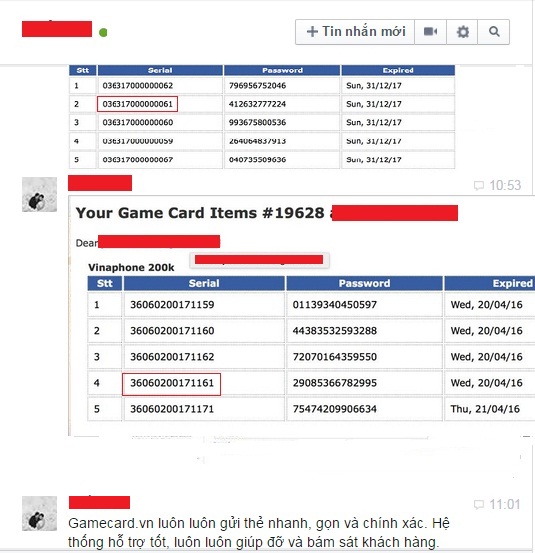 Tin nhắn mới
Stt Serial Password Expired
1 036317000000062 796956752046 Sun, 31/12/17
2 036317000000061 412632777224 Sun, 31/12/17
3 036317000000060 993675800536 Sun, 31/12/17
4 036317000000059 264064837913 Sun, 31/12/17
5 036317000000067 040735509636 Sun, 31/12/17
10:53
Your Game Card Items #19628
Dear
Vinaphone 200k
Stt Serial Password Expired
1 36060200171159 01139340450597 Wed, 20/04/16
2 36060200171160 44383532593288 Wed, 20/04/16
3 36060200171162 72070164359550 Wed, 20/04/16
4 36060200171161 29085366782995 Wed, 20/04/16
5 36060200171171 75474209906634 Thu, 21/04/16
11:01
Gamecard.vn luôn luôn gửi thẻ nhanh, gọn và chính xác. Hệ
thống hỗ trợ tốt, luôn luôn giúp đỡ và bám sát khách hàng.